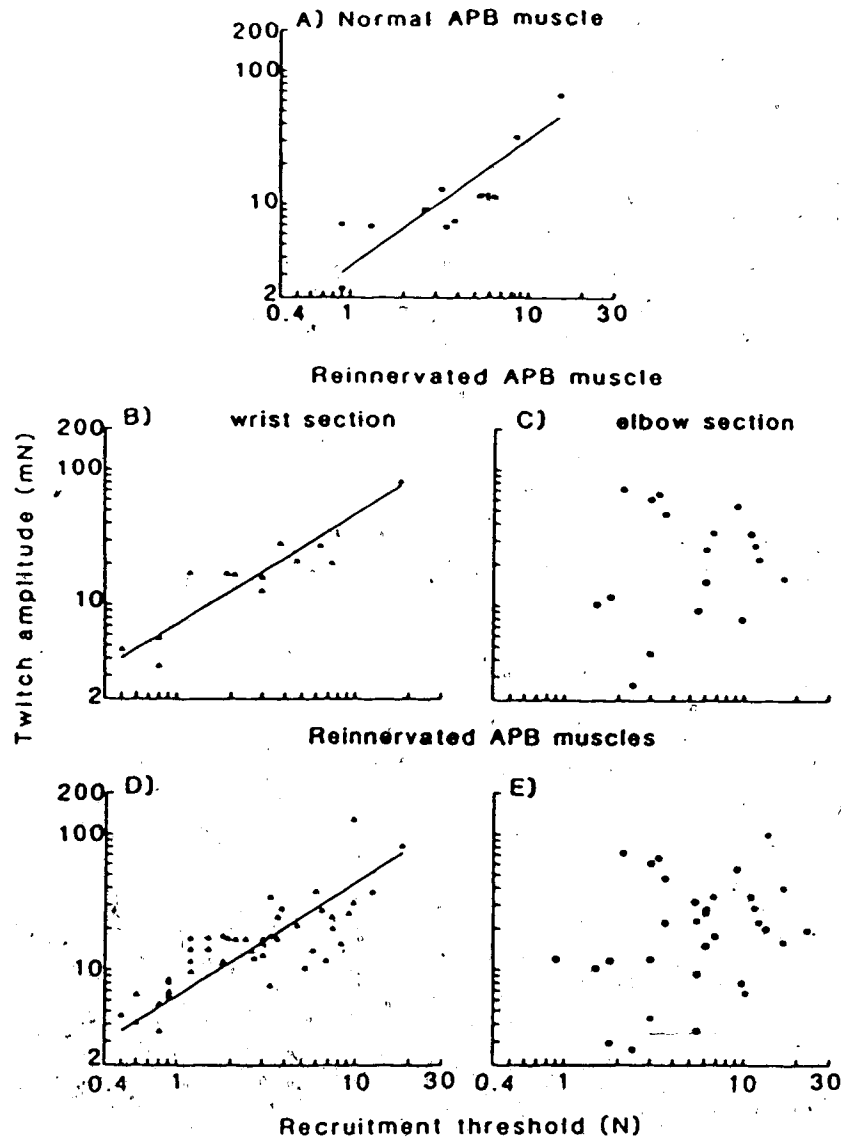 A) Normal APB muscle
200
100
10
2
0.4 1 10 30
Reinnervated APB muscle
B) wrist section
C) elbow section
200
100
10
2
Twitch amplitude (mN)
Reinnervated APB muscles
D)
E)
200
100
10
2
0.4 1 10 30
0.4 1 10 30
Recruitment threshold (N)